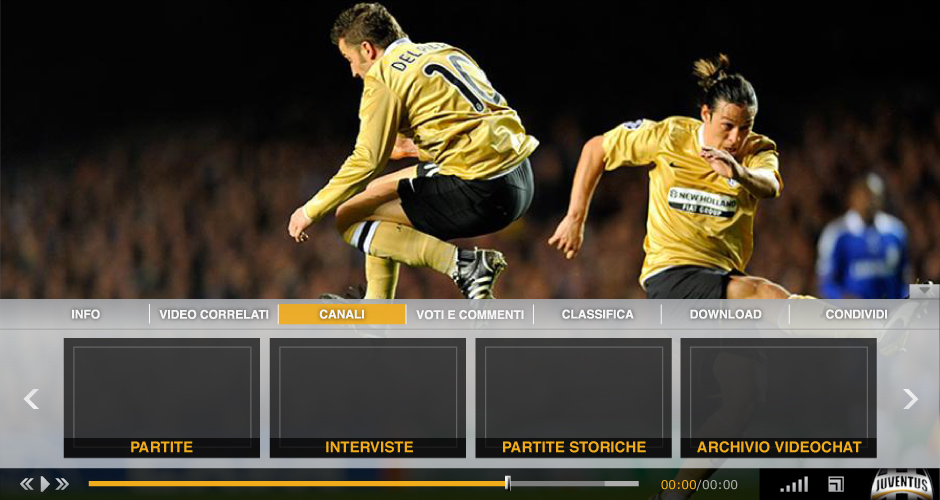 DEL PIERO
10
NEW HOLLAND
FIAT GROUP
INFO VIDEO CORRELATI CANALI VOTI E COMMENTI CLASSIFICA DOWNLOAD CONDIVIDI
PARTITE INTERVISTE PARTITE STORICHE ARCHIVIO VIDEOCHAT
00:00/00:00
JUVENTUS